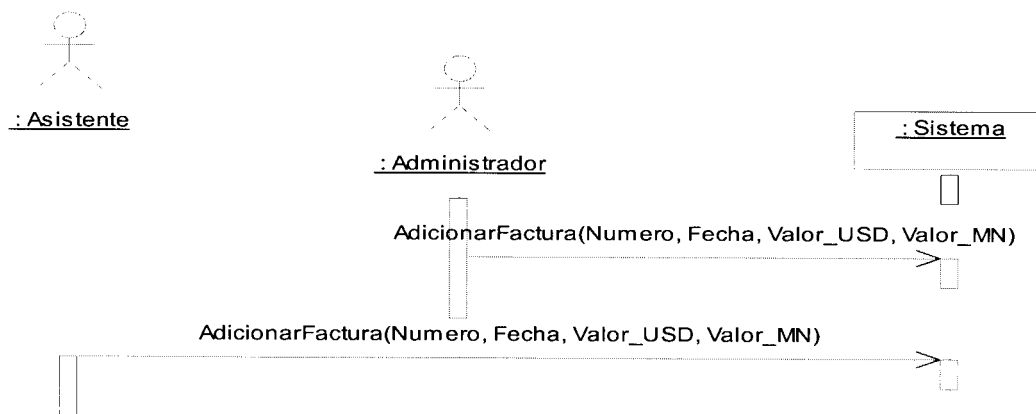 : Asistente
: Administrador
: Sistema
AdicionarFactura(Numero, Fecha, Valor_USD, Valor_MN)
AdicionarFactura(Numero, Fecha, Valor_USD, Valor_MN)